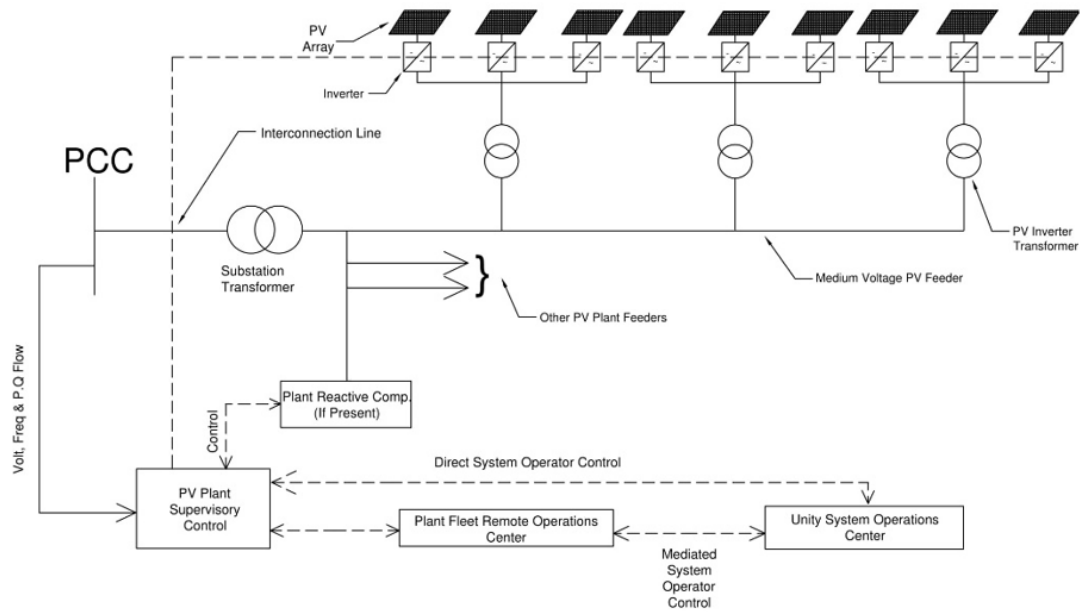 PV
Array
Inverter
Interconnection Line
PCC
Substation
Transformer
PV Inverter
Transformer
Medium Voltage PV Feeder
Other PV Plant Feeders
Volt, Freq & P.Q Flow
Plant Reactive Comp.
(If Present)
Control
Direct System Operator Control
PV Plant
Supervisory
Control
Plant Fleet Remote Operations
Center
Unity System Operations
Center
Mediated
System
Operator
Control